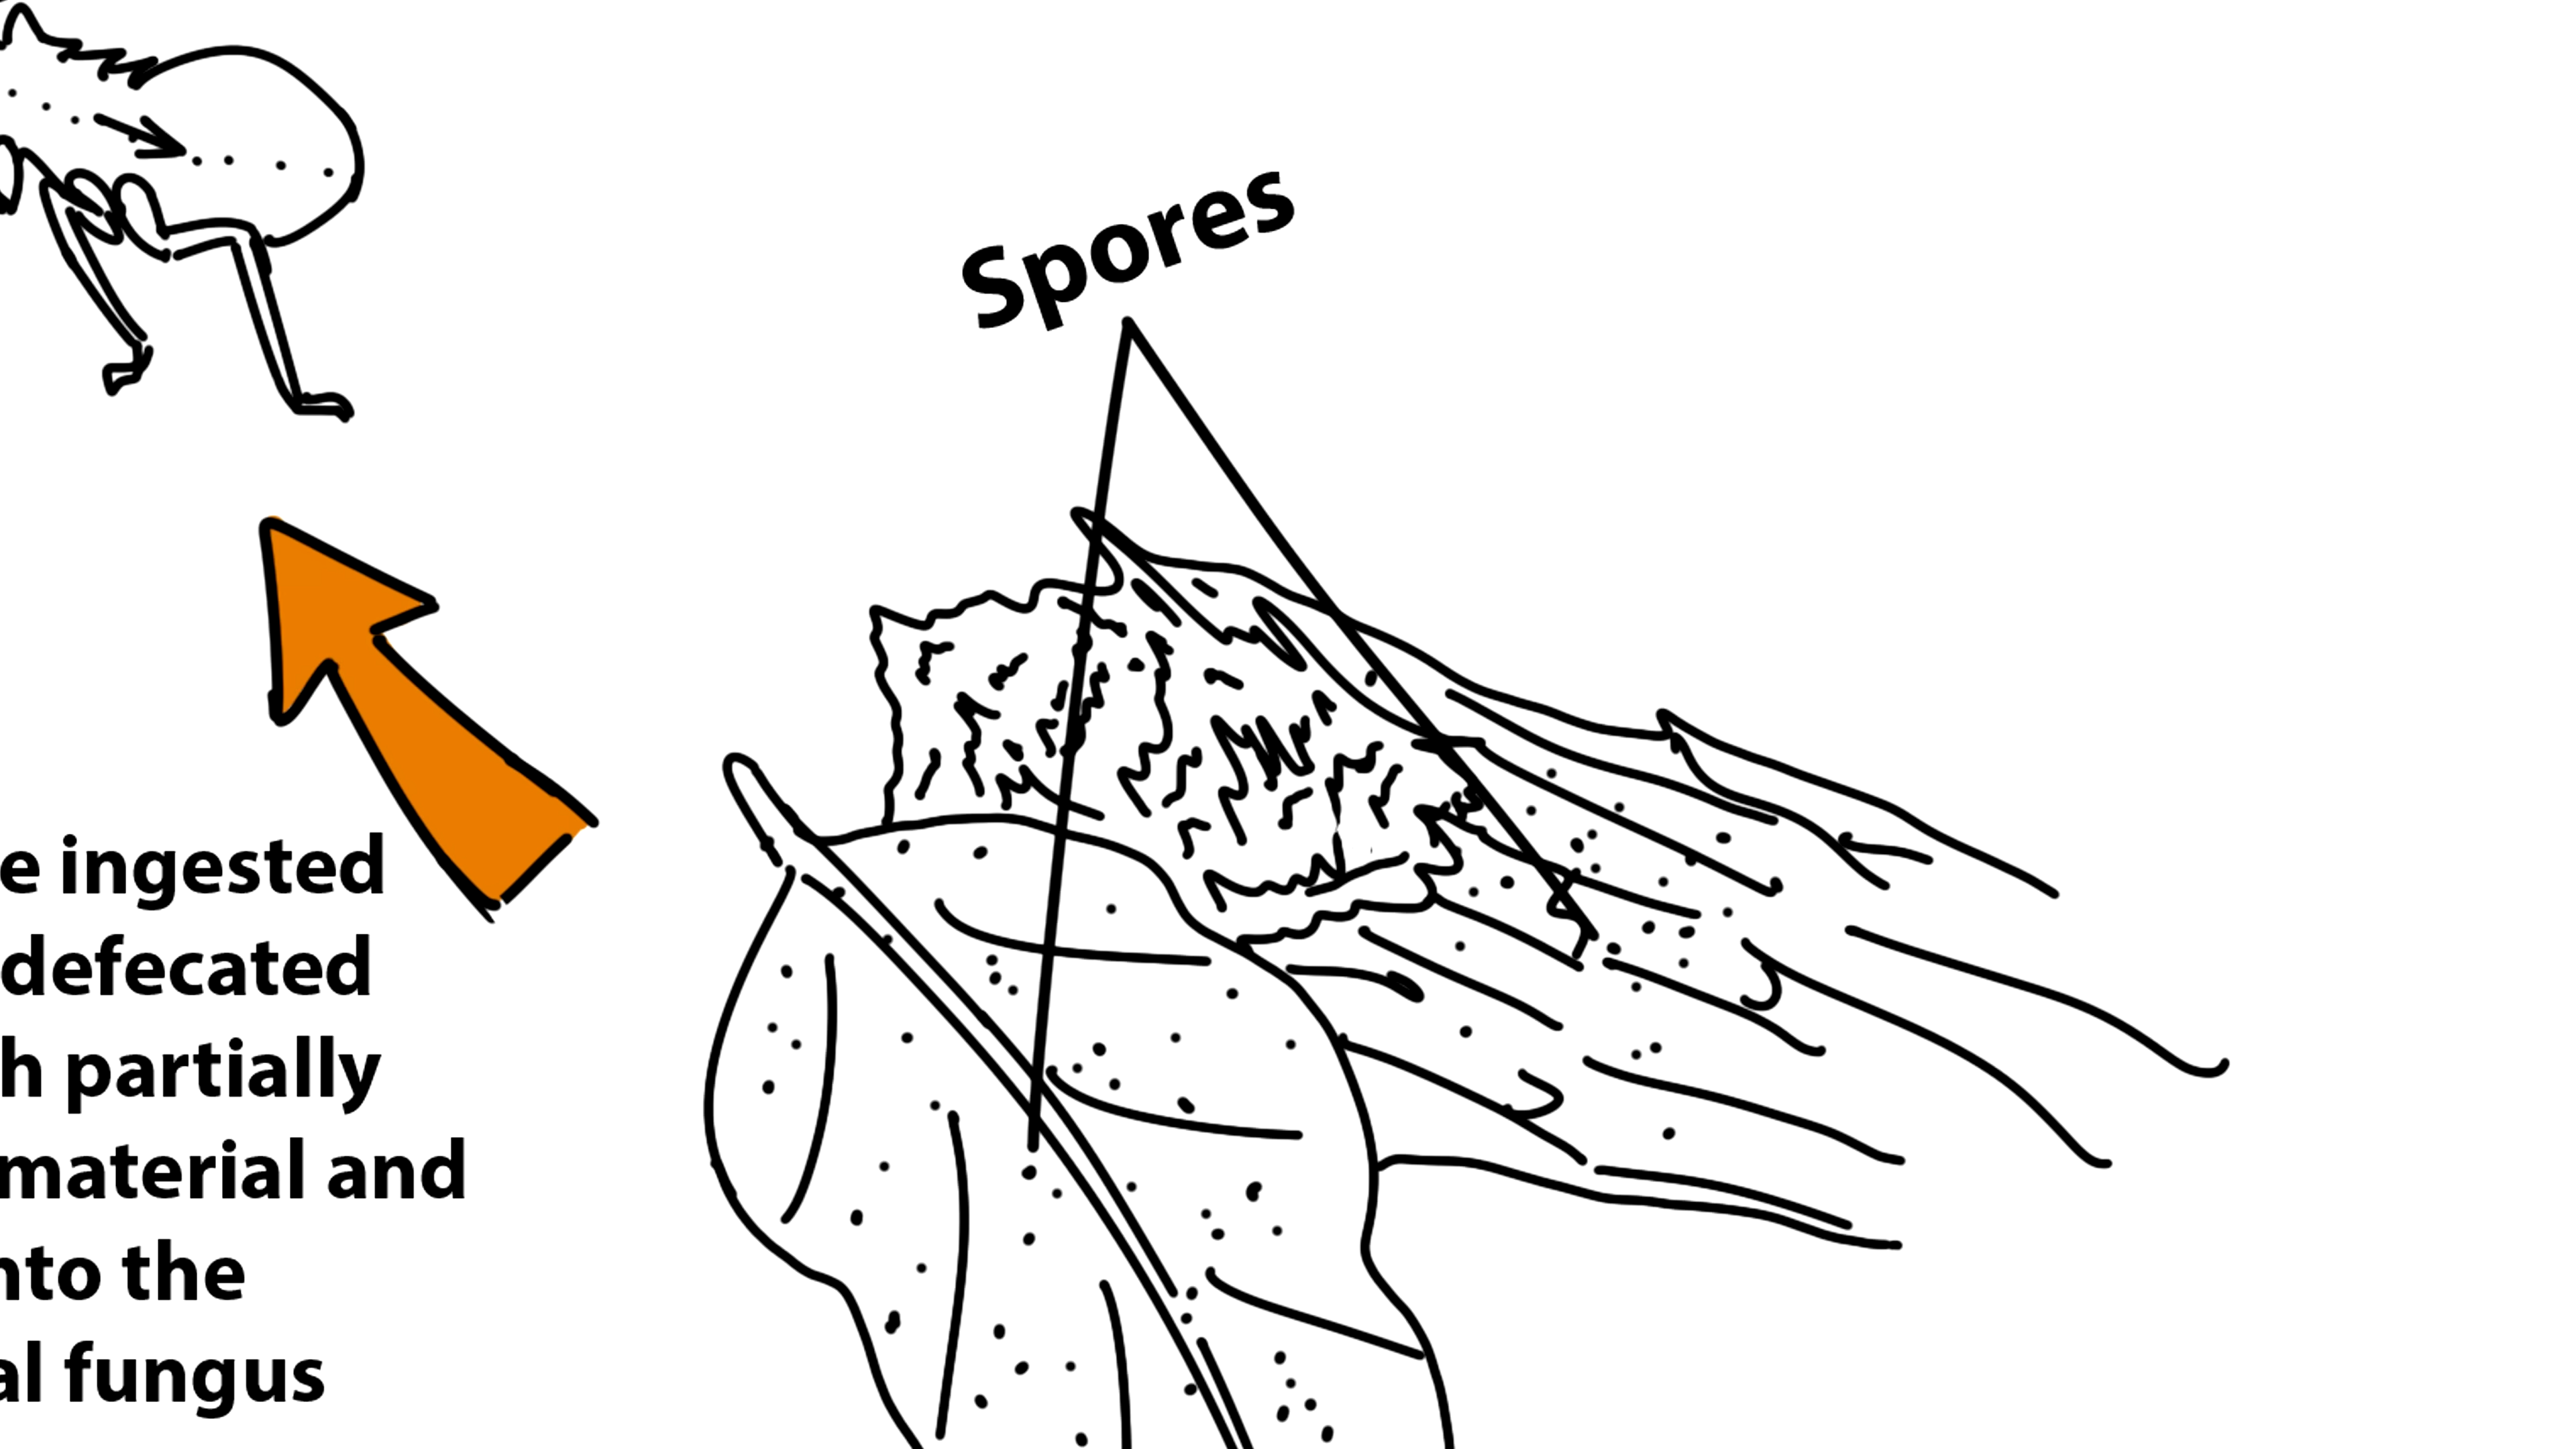 Spores
e ingested
defecated
h partially
material and
nto the
al fungus